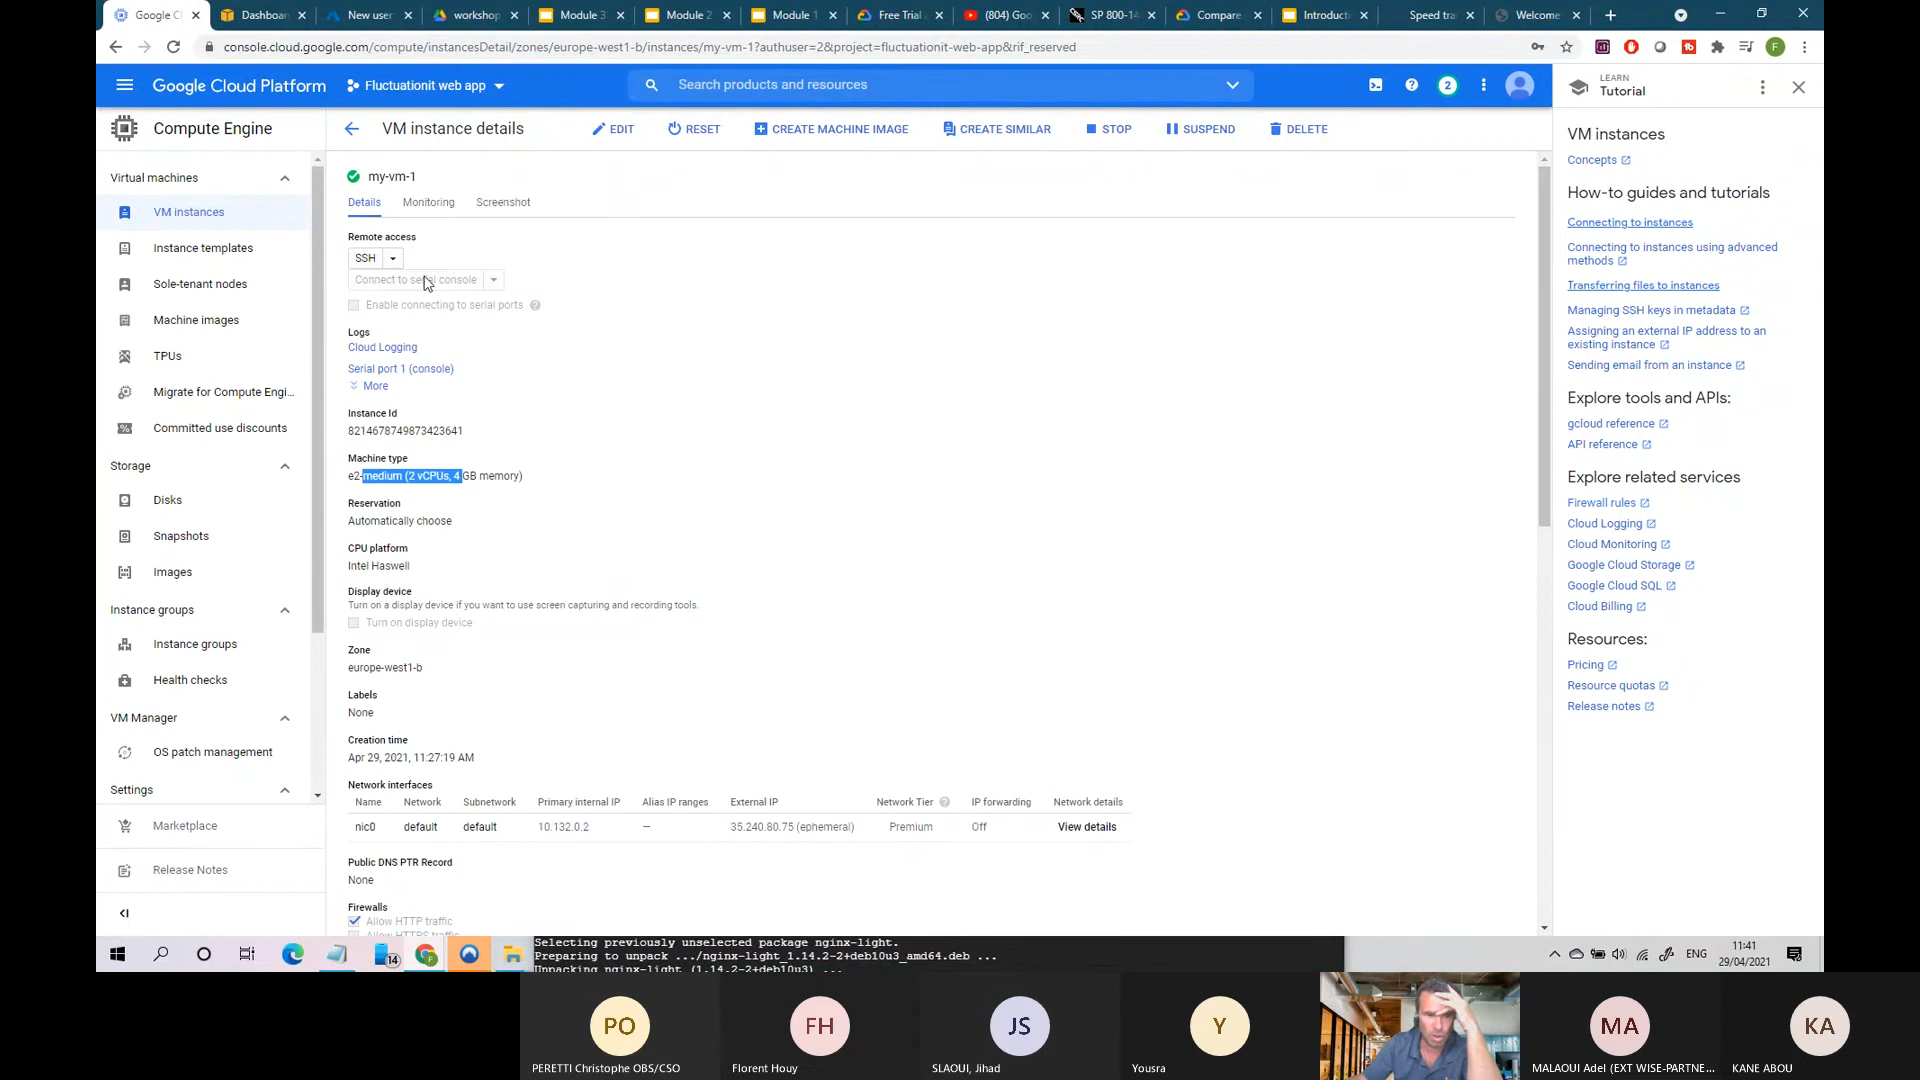 Google C
Dashboar
New user
workshop
Module 3
Module 2
Module 1
Free Trial
(804) Goo
SP 800-14
Compare
Introducti
Speed tra
Welcome
console.cloud.google.com/compute/instancesDetail/zones/europe-west1-b/instances/my-vm-1?authuser=2&project=fluctuationit-web-app&rif_reserved
F
Google Cloud Platform
Fluctuationit web app
Search products and resources
2
LEARN
Tutorial
Compute Engine
VM instance details
EDIT
RESET
CREATE MACHINE IMAGE
CREATE SIMILAR
STOP
SUSPEND
DELETE
Virtual machines
VM instances
Instance templates
Sole-tenant nodes
Machine images
TPUs
Migrate for Compute Engi...
Committed use discounts
Storage
Disks
Snapshots
Images
Instance groups
Instance groups
Health checks
VM Manager
OS patch management
Settings
Marketplace
Release Notes
my-vm-1
Details
Monitoring
Screenshot
Remote access
SSH
Connect to serial console
Enable connecting to serial ports
Logs
Cloud Logging
Serial port 1 (console)
More
Instance Id
8214678749873423641
Machine type
e2-medium (2 vCPUs, 4 GB memory)
Reservation
Automatically choose
CPU platform
Intel Haswell
Display device
Turn on a display device if you want to use screen capturing and recording tools.
Turn on display device
Zone
europe-west1-b
Labels
None
Creation time
Apr 29, 2021, 11:27:19 AM
Network interfaces
Name Network Subnetwork Primary internal IP Alias IP ranges External IP Network Tier IP forwarding Network details
nic0 default default 10.132.0.2 — 35.240.80.75 (ephemeral) Premium Off View details
Public DNS PTR Record
None
Firewalls
Allow HTTP traffic
Allow HTTPS traffic
VM instances
Concepts
How-to guides and tutorials
Connecting to instances
Connecting to instances using advanced
methods
Transferring files to instances
Managing SSH keys in metadata
Assigning an external IP address to an
existing instance
Sending email from an instance
Explore tools and APIs:
gcloud reference
API reference
Explore related services
Firewall rules
Cloud Logging
Cloud Monitoring
Google Cloud Storage
Google Cloud SQL
Cloud Billing
Resources:
Pricing
Resource quotas
Release notes
14
Selecting previously unselected package nginx-light.
Preparing to unpack .../nginx-light_1.14.2-2+deb10u3_amd64.deb ...
Unpacking nginx-light (1.14.2-2+deb10u3) ...
ENG
11:41
29/04/2021
PO
PERETTI Christophe OBS/CSO
FH
Florent Houy
JS
SLAOUI, Jihad
Y
Yousra
MA
MALAOUI Adel (EXT WISE-PARTNE...
KA
KANE ABOU